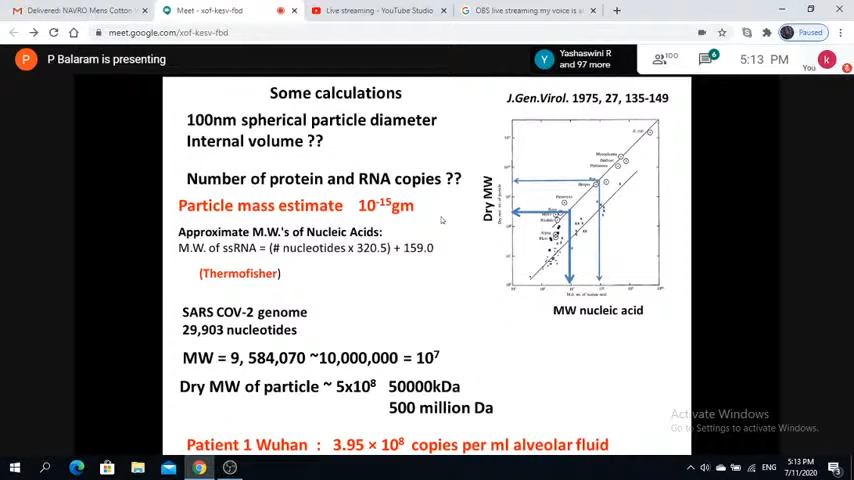 Delivered: NAVRO Mens Cotton V
Meet - xof-kesv-fbd
Live streaming - YouTube Studio
OBS live streaming my voice is a
meet.google.com/xof-kesv-fbd
Paused
P P Balaram is presenting
Y Yashaswini R
and 97 more
100
6
5:13 PM
You
k
Some calculations
J.Gen.Virol. 1975, 27, 135-149
100nm spherical particle diameter
Internal volume ??
Number of protein and RNA copies ??
Particle mass estimate 10⁻¹⁵gm
Approximate M.W.'s of Nucleic Acids:
M.W. of ssRNA = (# nucleotides x 320.5) + 159.0
(Thermofisher)
Dry MW
MW nucleic acid
SARS COV-2 genome
29,903 nucleotides
MW = 9, 584,070 ~10,000,000 = 10⁷
Dry MW of particle ~ 5x10⁸ 50000kDa
500 million Da
Patient 1 Wuhan : 3.95 × 10⁸ copies per ml alveolar fluid
Activate Windows
Go to Settings to activate Windows.
ENG
5:13 PM
7/11/2020
3